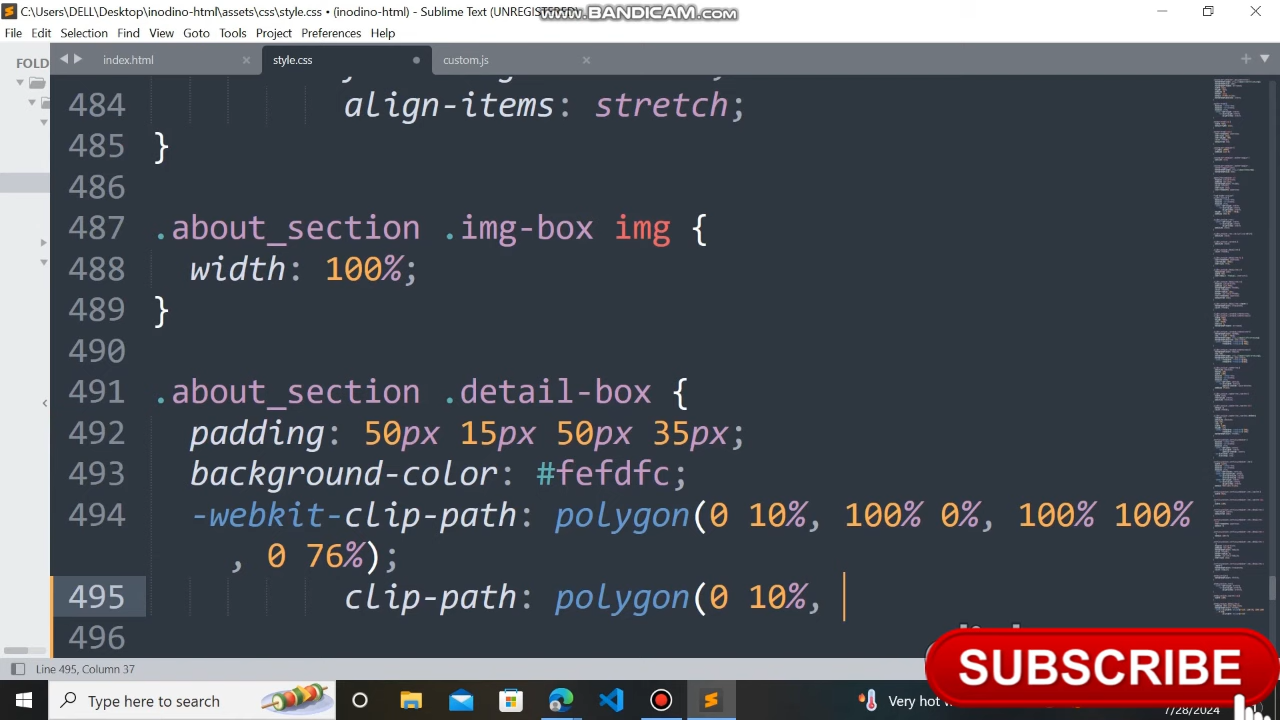 C:\Users\DELL\Desktop\inodino-html\assets\css\style.css • (inodino-html) - Sublime Text (UNREGISTERED)
www.BANDICAM.com
File Edit Selection Find View Goto Tools Project Preferences Help
FOLD
index.html
style.css
custom.js
484 align-items: stretch;
485 }
486
487 .about_section .img-box img {
488 width: 100%;
489 }
490
491 .about_section .detail-box {
492 padding: 50px 15px 50px 35px;
493 background-color: #fefdfc;
494 -webkit-clip-path polygon(0 10%, 100% 0%, 100% 100%
, 0 76%);
495 clip-path polygon(0 10%,
496
SUBSCRIBE
Line 495, Column 37
Type here to search
Very hot
7/28/2024